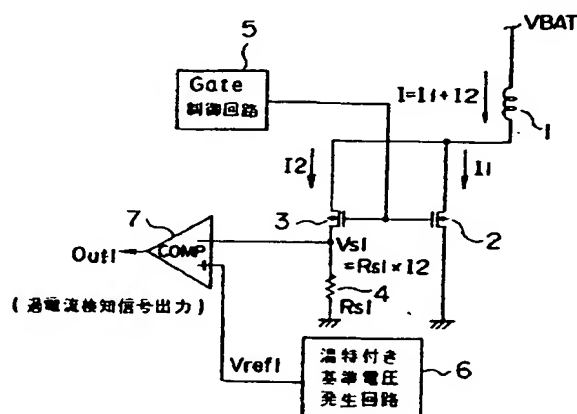 VBAT
5
Gate
制御回路
I=I1+I2
1
I2
I1
7
3
2
COMP
−
+
Out1
Vs1
=Rs1×I2
4
Rs1
(過電流検知信号出力)
Vref1
温特付き
基準電圧
発生回路
6